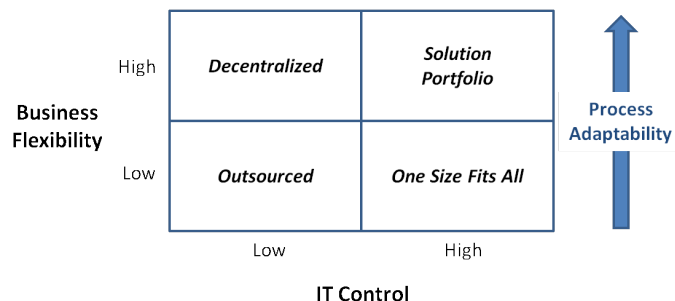 High
Decentralized
Solution
Portfolio
Process
Adaptability
Business
Flexibility
Low
Outsourced
One Size Fits All
Low
High
IT Control